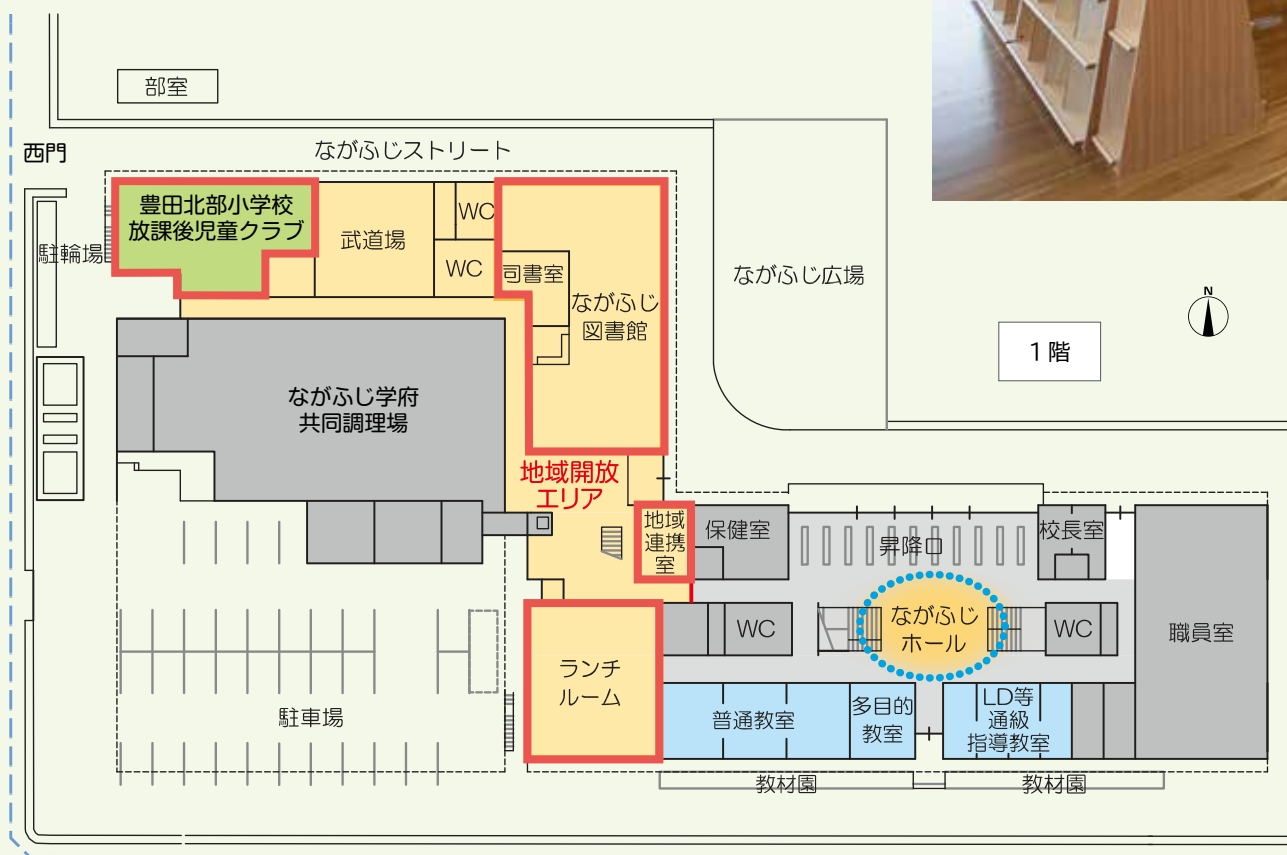 部室
西門
ながふじストリート
豊田北部小学校
放課後児童クラブ
駐輪場
武道場
WC
WC
司書室
ながふじ
図書館
ながふじ広場
N
1階
ながふじ学府
共同調理場
地域開放
エリア
地域
連携
室
保健室
昇降口
校長室
WC
ながふじ
ホール
WC
職員室
ランチ
ルーム
駐車場
普通教室
多目的
教室
LD等
通級
指導教室
教材園
教材園